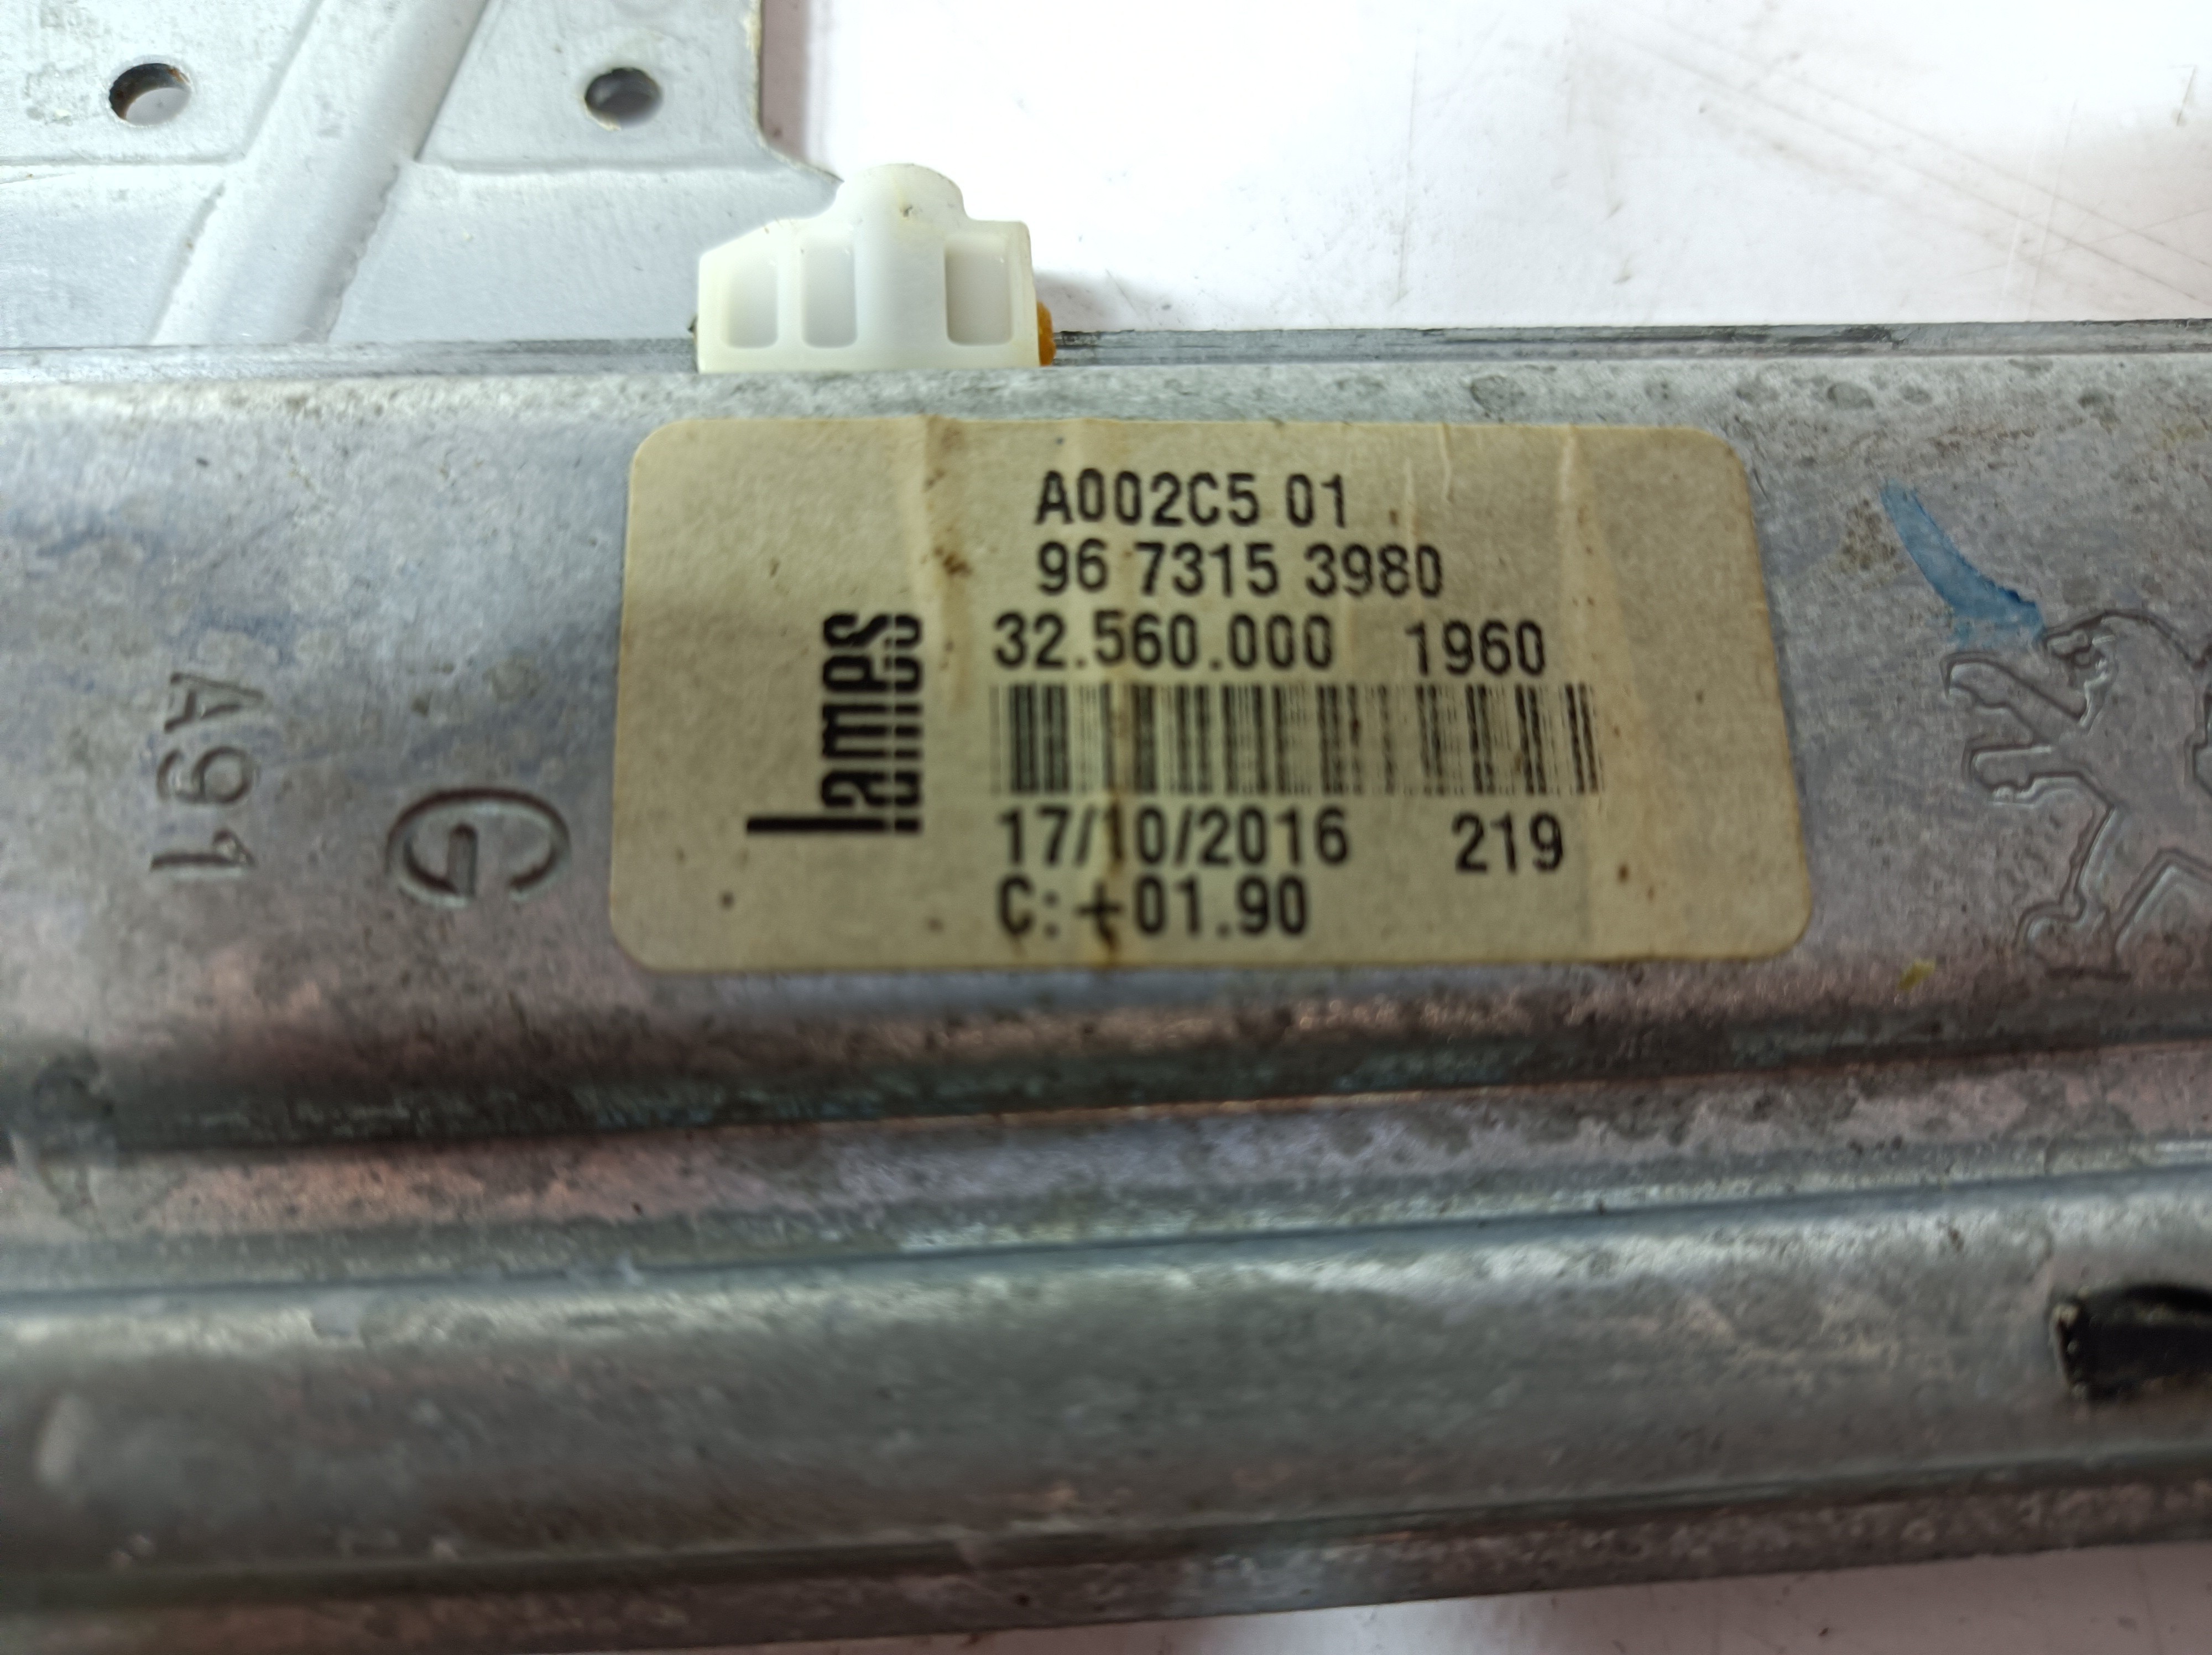 A002C5 01
96 7315 3980
32.560.000 1960
17/10/2016 219
C:+01.90
lames
A91
G